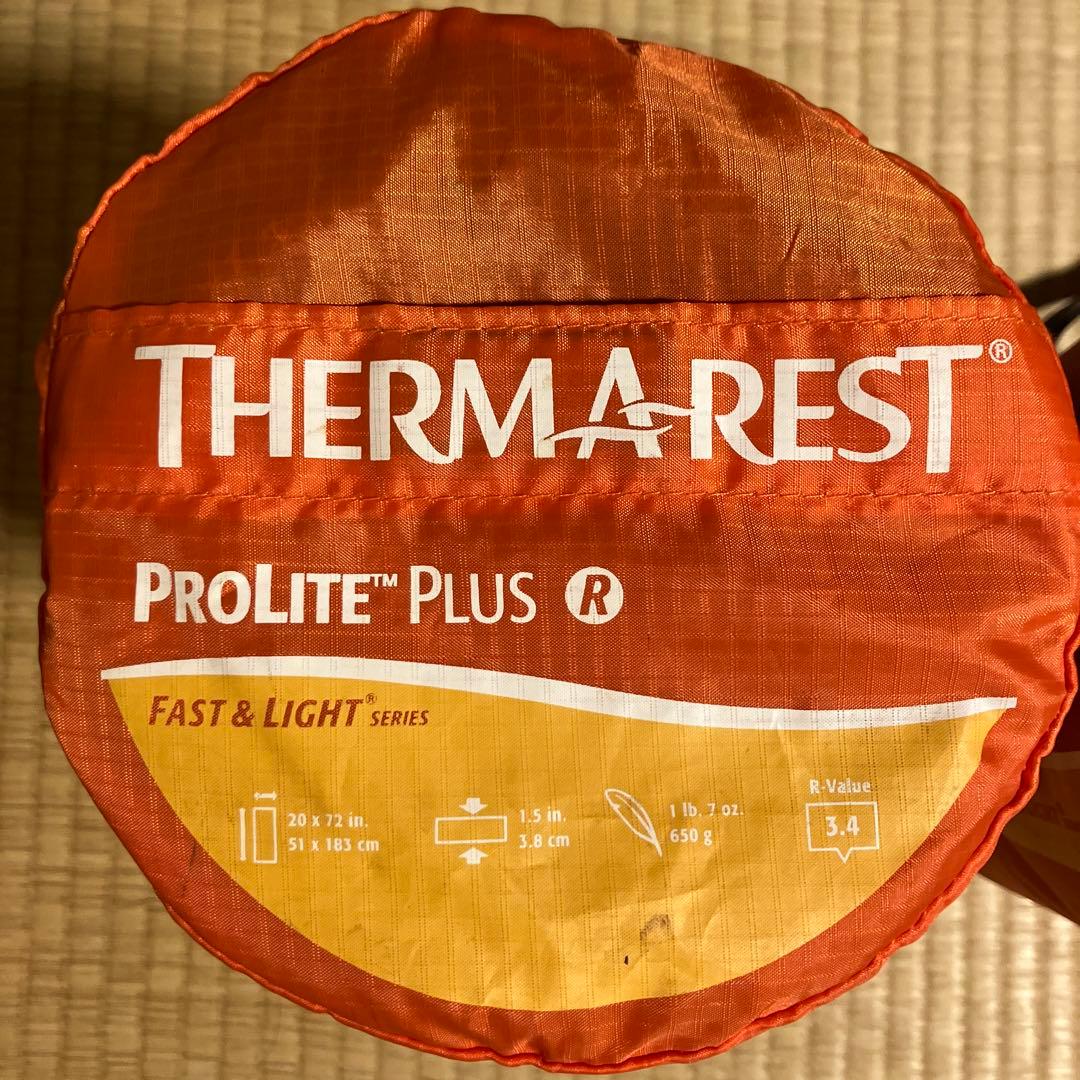 THERMAREST®
PROLITE™ PLUS R
FAST & LIGHT® SERIES
20 x 72 in.
51 x 183 cm
1.5 in.
3.8 cm
1 lb. 7 oz.
650 g
R-Value
3.4